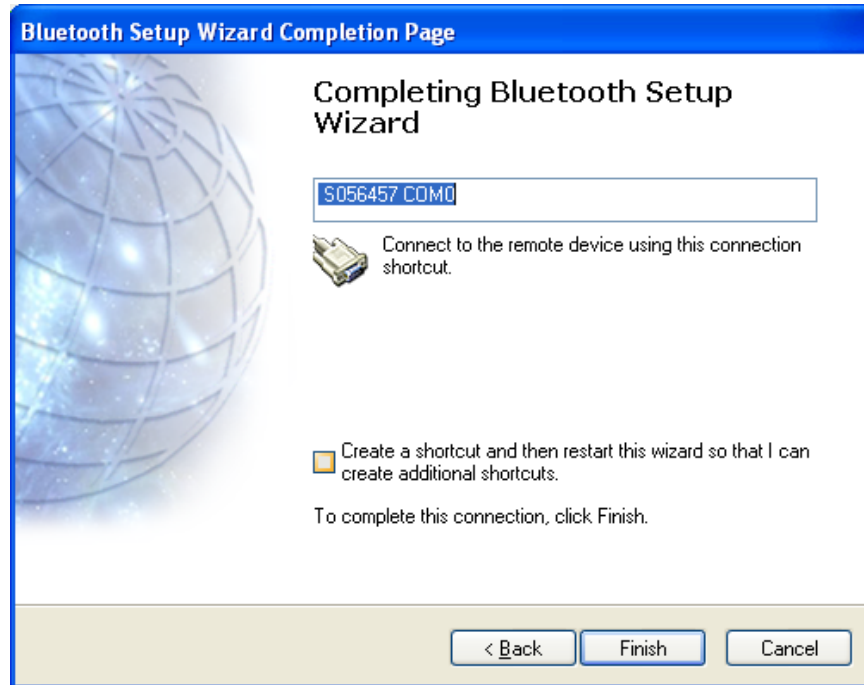 Bluetooth Setup Wizard Completion Page
Completing Bluetooth Setup
Wizard
S056457 COM0
Connect to the remote device using this connection
shortcut.
Create a shortcut and then restart this wizard so that I can
create additional shortcuts.
To complete this connection, click Finish.
< Back
Finish
Cancel